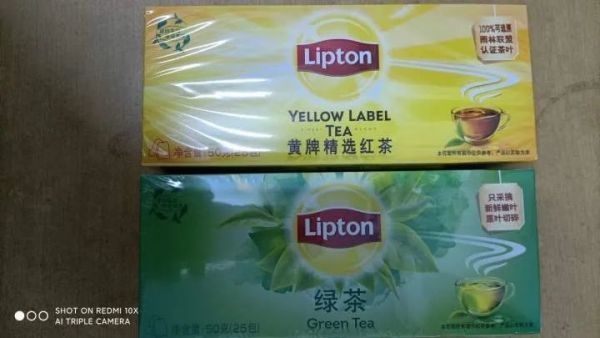 Lipton
100%可追溯
雨林联盟
认证茶叶
YELLOW LABEL
TEA
黄牌精选红茶
净含量:50克(25包)
Lipton
只采摘
新鲜嫩叶
原叶切碎
绿茶
Green Tea
净含量:50克(25包)
SHOT ON REDMI 10X
AI TRIPLE CAMERA